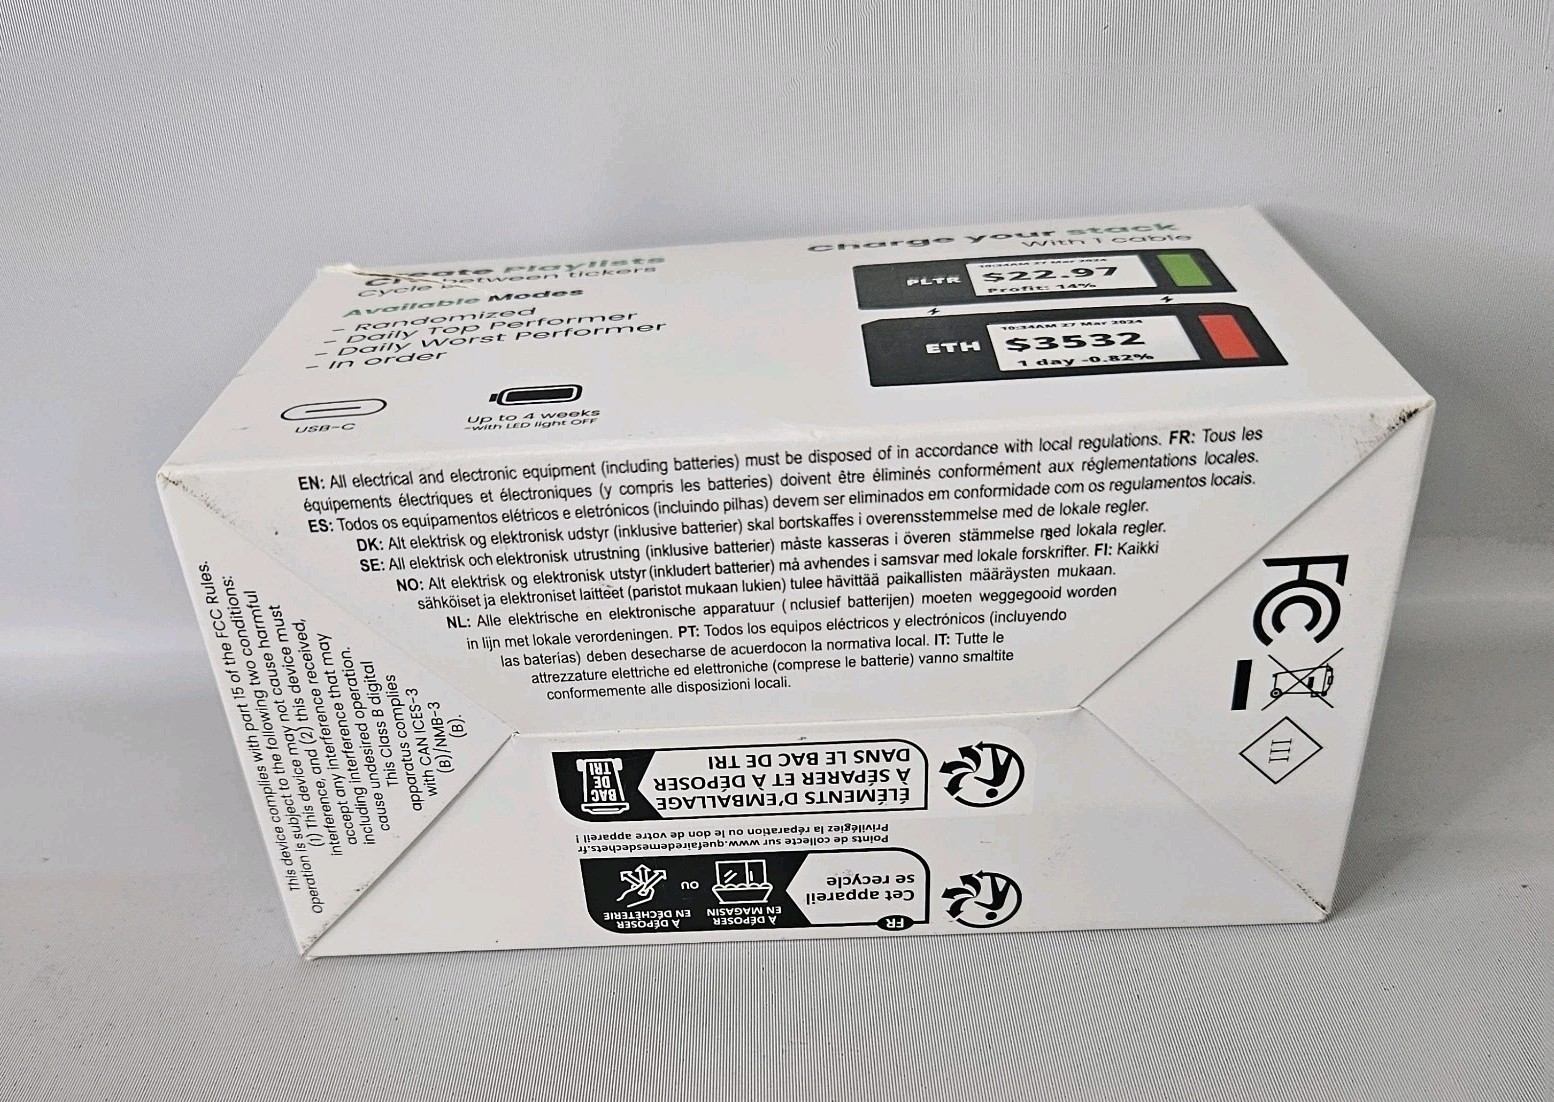 Create Playlists
Cycle between tickers
Available Modes
- Randomized
- Daily Top Performer
- Daily Worst Performer
- In order
USB-C
Up to 4 weeks
-with LED light OFF
Charge your stack
With 1 cable
PLTR
10:34AM 27 Mar 2024
$22.97
Profit: 14%
ETH
10:34AM 27 Mar 2024
$3532
1 day -0.82%
EN: All electrical and electronic equipment (including batteries) must be disposed of in accordance with local regulations. FR: Tous les
équipements électriques et électroniques (y compris les batteries) doivent être éliminés conformément aux réglementations locales.
ES: Todos os equipamentos elétricos e eletrónicos (incluindo pilhas) devem ser eliminados em conformidade com os regulamentos locais.
DK: Alt elektrisk og elektronisk udstyr (inklusive batterier) skal bortskaffes i overensstemmelse med de lokale regler.
SE: All elektrisk och elektronisk utrustning (inklusive batterier) måste kasseras i överen stämmelse med lokala regler.
NO: Alt elektrisk og elektronisk utstyr (inkludert batterier) må avhendes i samsvar med lokale forskrifter. FI: Kaikki
sähköiset ja elektroniset laitteet (paristot mukaan lukien) tulee hävittää paikallisten määräysten mukaan.
NL: Alle elektrische en elektronische apparatuur ( nclusief batterijen) moeten weggegooid worden
in lijn met lokale verordeningen. PT: Todos los equipos eléctricos y electrónicos (incluyendo
las baterías) deben desecharse de acuerdocon la normativa local. IT: Tutte le
attrezzature elettriche ed elettroniche (comprese le batterie) vanno smaltite
conformemente alle disposizioni locali.
This device complies with part 15 of the FCC Rules.
Operation is subject to the following two conditions:
(1) This device may not cause harmful
interference, and (2) this device must
accept any interference received,
including interference that may
cause undesired operation.
This Class B digital
apparatus complies
with CAN ICES-3
(B)/NMB-3
(B).
FC
III
FR
Cet appareil
se recycle
À DÉPOSER
EN MAGASIN
OU
À DÉPOSER
EN DÉCHÈTERIE
Points de collecte sur www.quefairedemesdechets.fr
Privilégiez la réparation ou le don de votre appareil !
ÉLÉMENTS D'EMBALLAGE
À SÉPARER ET À DÉPOSER
DANS LE BAC DE TRI
BAC
DE
TRI